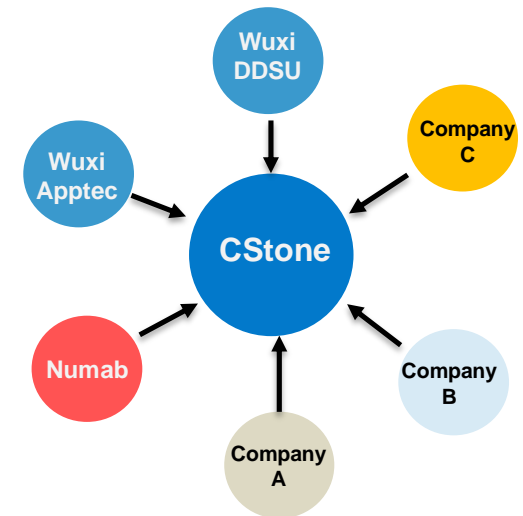 Wuxi
DDSU
Company
C
Wuxi
Apptec
CStone
Numab
Company
B
Company
A